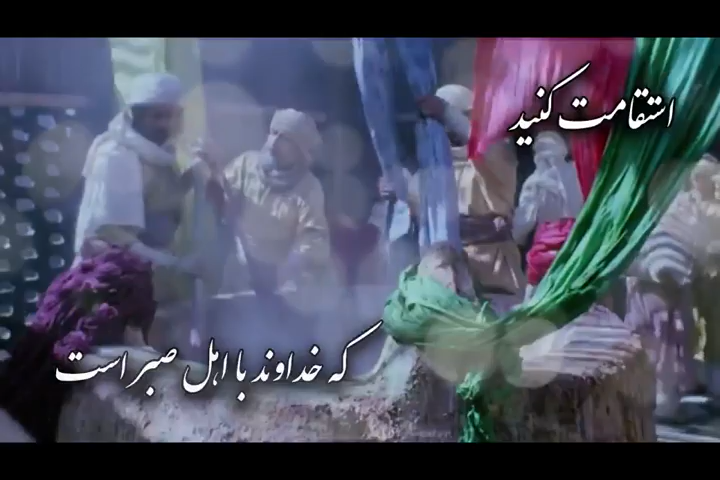 استقامت کنید
که خداوند با اهل صبر است